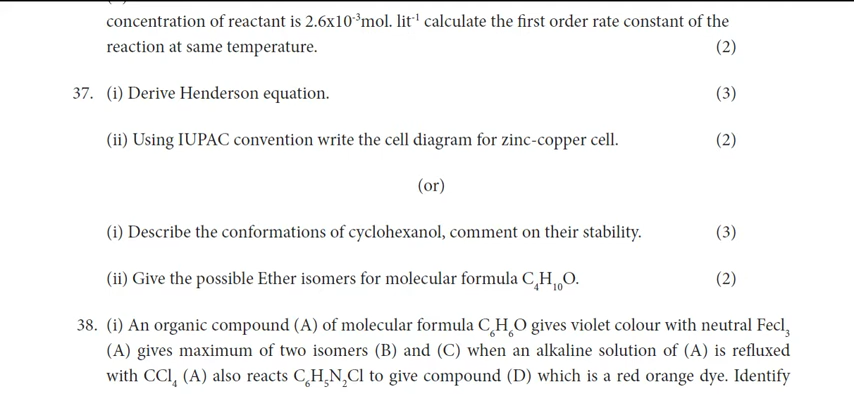 concentration of reactant is 2.6x10⁻³mol. lit⁻¹ calculate the first order rate constant of the
reaction at same temperature. (2)
37. (i) Derive Henderson equation. (3)
(ii) Using IUPAC convention write the cell diagram for zinc-copper cell. (2)
(or)
(i) Describe the conformations of cyclohexanol, comment on their stability. (3)
(ii) Give the possible Ether isomers for molecular formula C₄H₁₀O. (2)
38. (i) An organic compound (A) of molecular formula C₆H₆O gives violet colour with neutral Fecl₃
(A) gives maximum of two isomers (B) and (C) when an alkaline solution of (A) is refluxed
with CCl₄ (A) also reacts C₆H₅N₂Cl to give compound (D) which is a red orange dye. Identify